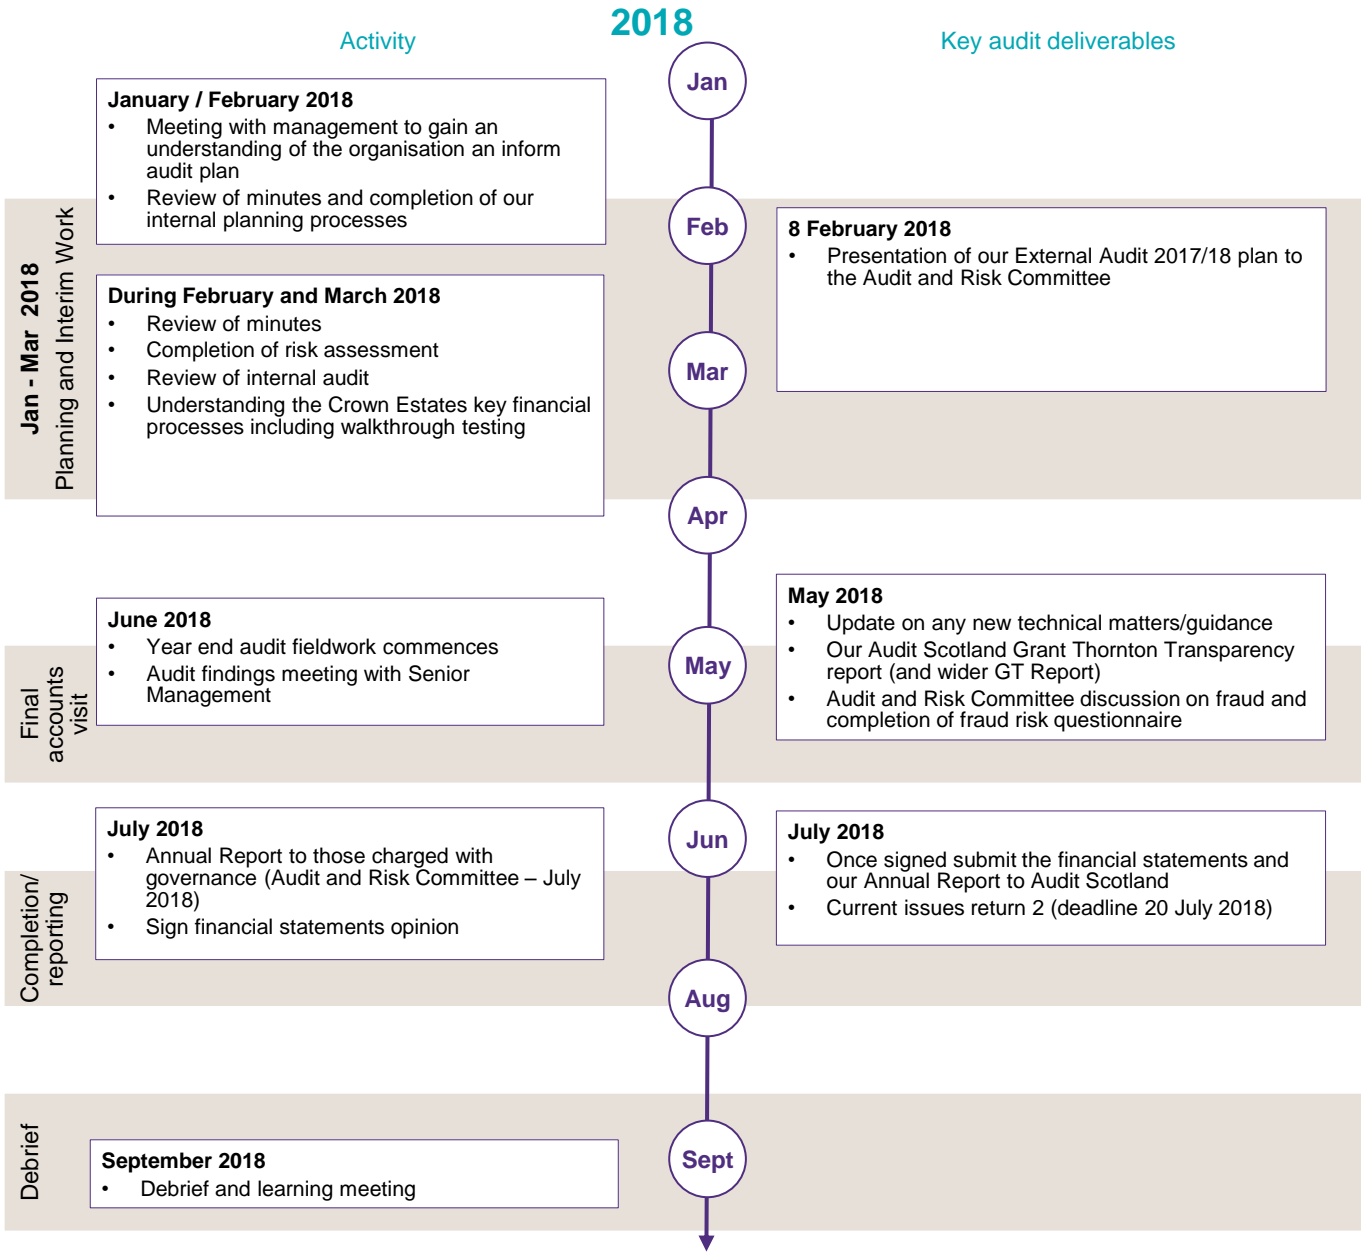 2018
Activity
Key audit deliverables
Jan
January / February 2018
• Meeting with management to gain an
understanding of the organisation an inform
audit plan
• Review of minutes and completion of our
internal planning processes
Jan - Mar 2018
Planning and Interim Work
Feb
8 February 2018
• Presentation of our External Audit 2017/18 plan to
the Audit and Risk Committee
During February and March 2018
• Review of minutes
• Completion of risk assessment
• Review of internal audit
• Understanding the Crown Estates key financial
processes including walkthrough testing
Mar
Apr
Final
accounts
visit
June 2018
• Year end audit fieldwork commences
• Audit findings meeting with Senior
Management
May
May 2018
• Update on any new technical matters/guidance
• Our Audit Scotland Grant Thornton Transparency
report (and wider GT Report)
• Audit and Risk Committee discussion on fraud and
completion of fraud risk questionnaire
Completion/
reporting
July 2018
• Annual Report to those charged with
governance (Audit and Risk Committee – July
2018)
• Sign financial statements opinion
Jun
July 2018
• Once signed submit the financial statements and
our Annual Report to Audit Scotland
• Current issues return 2 (deadline 20 July 2018)
Aug
Debrief
September 2018
• Debrief and learning meeting
Sept